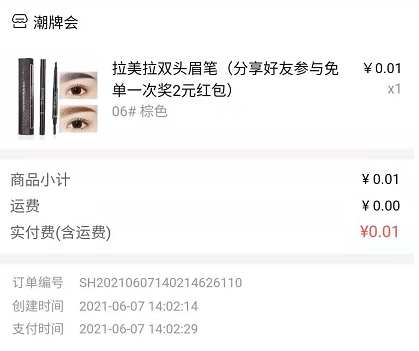 潮牌会
拉美拉双头眉笔（分享好友参与免 ￥0.01
单一次奖2元红包） x1
06# 棕色
商品小计 ￥0.01
运费 ￥0.00
实付费(含运费) ¥0.01
订单编号 SH20210607140214626110
创建时间 2021-06-07 14:02:14
支付时间 2021-06-07 14:02:29